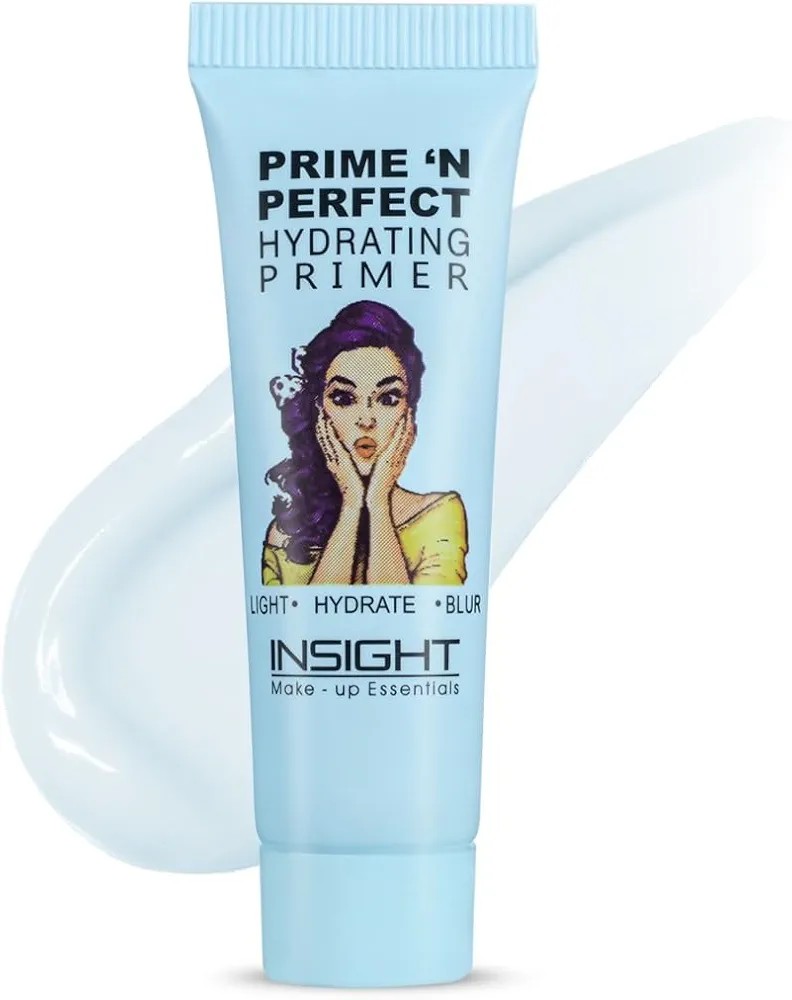 PRIME ‘N
PERFECT
HYDRATING
PRIMER
LIGHT • HYDRATE • BLUR
INSIGHT
Make - up Essentials